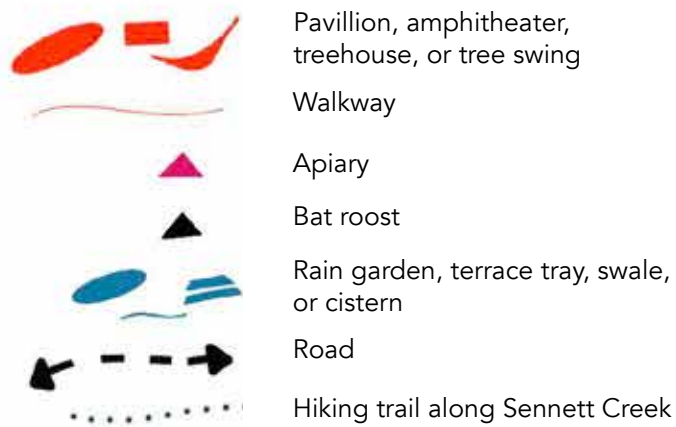 Pavillion, amphitheater,
treehouse, or tree swing
Walkway
Apiary
Bat roost
Rain garden, terrace tray, swale,
or cistern
Road
Hiking trail along Sennett Creek